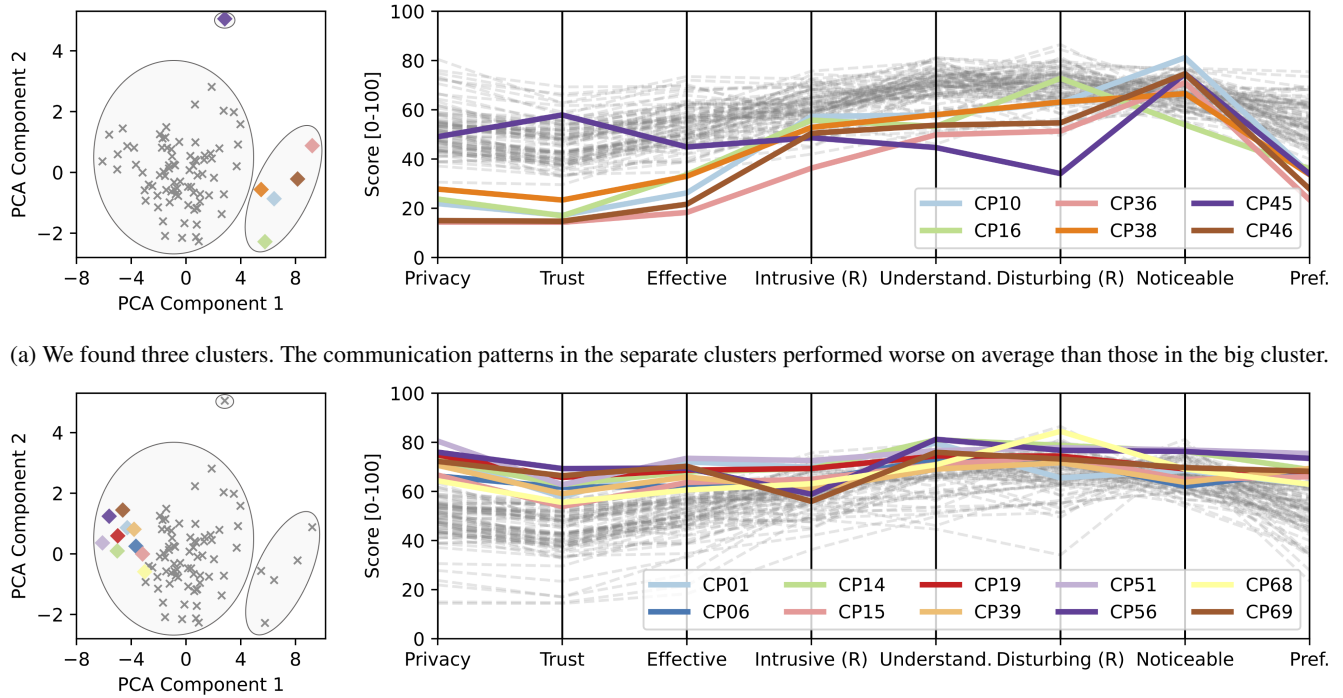 PCA Component 2
4
2
0
−2
−8 −4 0 4 8
PCA Component 1
Score [0-100]
100
80
60
40
20
0
CP10 CP36 CP45
CP16 CP38 CP46
Privacy Trust Effective Intrusive (R) Understand. Disturbing (R) Noticeable Pref.
(a) We found three clusters. The communication patterns in the separate clusters performed worse on average than those in the big cluster.
PCA Component 2
4
2
0
−2
−8 −4 0 4 8
PCA Component 1
Score [0-100]
100
80
60
40
20
0
CP01 CP14 CP19 CP51 CP68
CP06 CP15 CP39 CP56 CP69
Privacy Trust Effective Intrusive (R) Understand. Disturbing (R) Noticeable Pref.